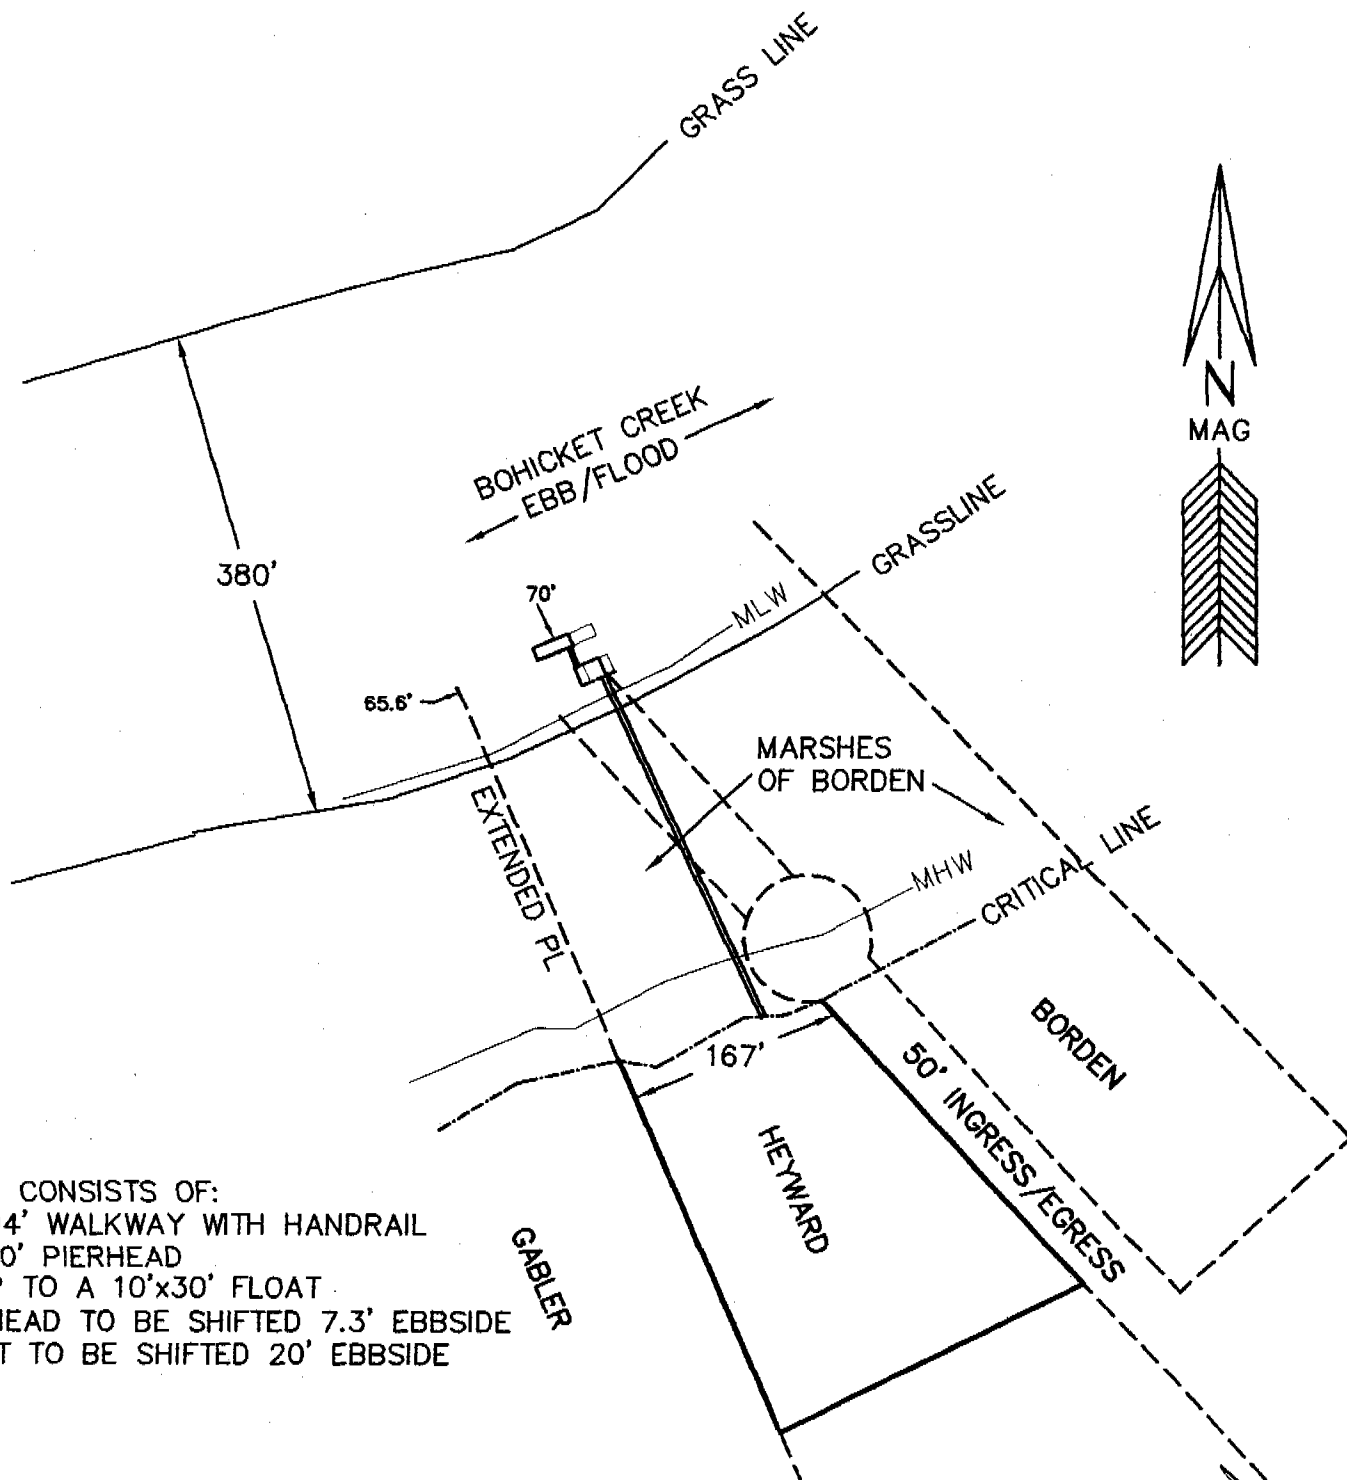 GRASS LINE
N
MAG
BOHICKET CREEK
EBB/FLOOD
GRASSLINE
380'
70'
MLW
65.6'
MARSHES
OF BORDEN
EXTENDED PL
MHW
CRITICAL LINE
BORDEN
167'
50' INGRESS/EGRESS
HEYWARD
GABLER
CONSISTS OF:
4' WALKWAY WITH HANDRAIL
0' PIERHEAD
TO A 10'x30' FLOAT
HEAD TO BE SHIFTED 7.3' EBBSIDE
T TO BE SHIFTED 20' EBBSIDE